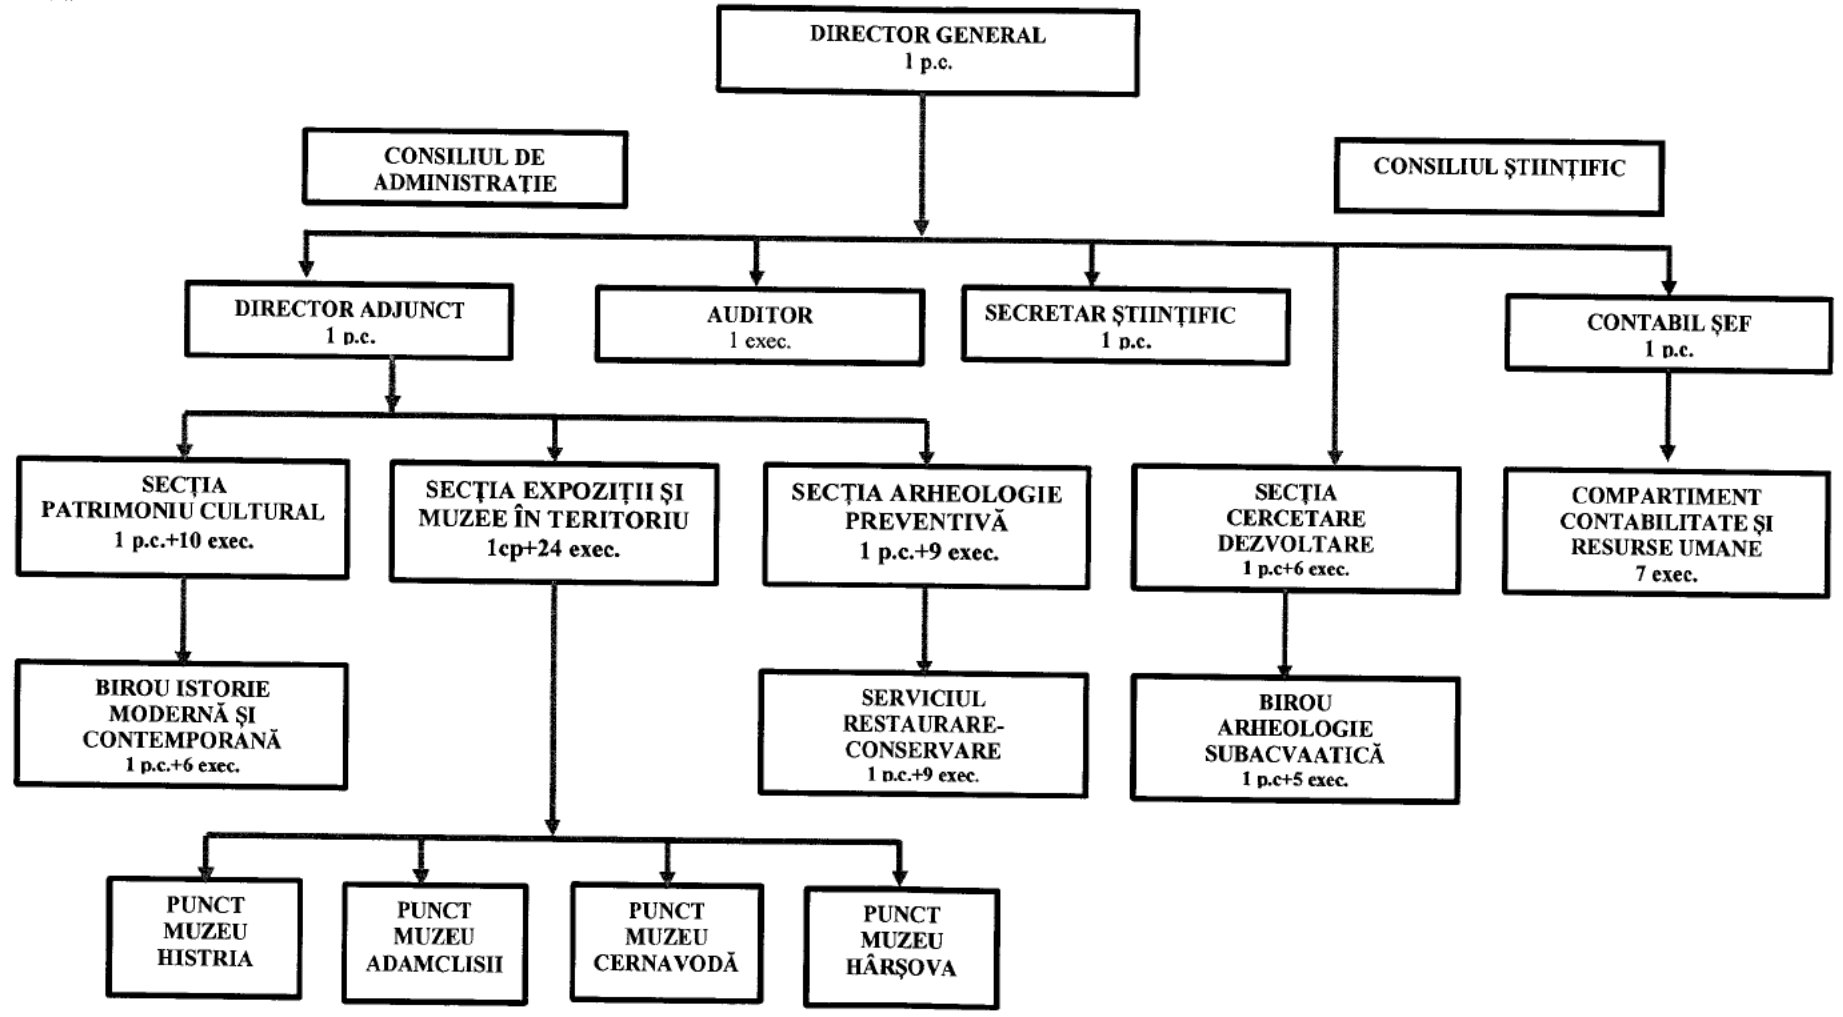 DIRECTOR GENERAL
1 p.c.
CONSILIUL DE
ADMINISTRAȚIE
CONSILIUL ȘTIINȚIFIC
DIRECTOR ADJUNCT
1 p.c.
AUDITOR
1 exec.
SECRETAR ȘTIINȚIFIC
1 p.c.
CONTABIL ȘEF
1 p.c.
SECȚIA
PATRIMONIU CULTURAL
1 p.c.+10 exec.
SECȚIA EXPOZIȚII ȘI
MUZEE ÎN TERITORIU
1cp+24 exec.
SECȚIA ARHEOLOGIE
PREVENTIVĂ
1 p.c.+9 exec.
SECȚIA
CERCETARE
DEZVOLTARE
1 p.c+6 exec.
COMPARTIMENT
CONTABILITATE ȘI
RESURSE UMANE
7 exec.
BIROU ISTORIE
MODERNĂ ȘI
CONTEMPORANĂ
1 p.c.+6 exec.
SERVICIUL
RESTAURARE-
CONSERVARE
1 p.c.+9 exec.
BIROU
ARHEOLOGIE
SUBACVAATICĂ
1 p.c+5 exec.
PUNCT
MUZEU
HISTRIA
PUNCT
MUZEU
ADAMCLISII
PUNCT
MUZEU
CERNAVODĂ
PUNCT
MUZEU
HÂRȘOVA